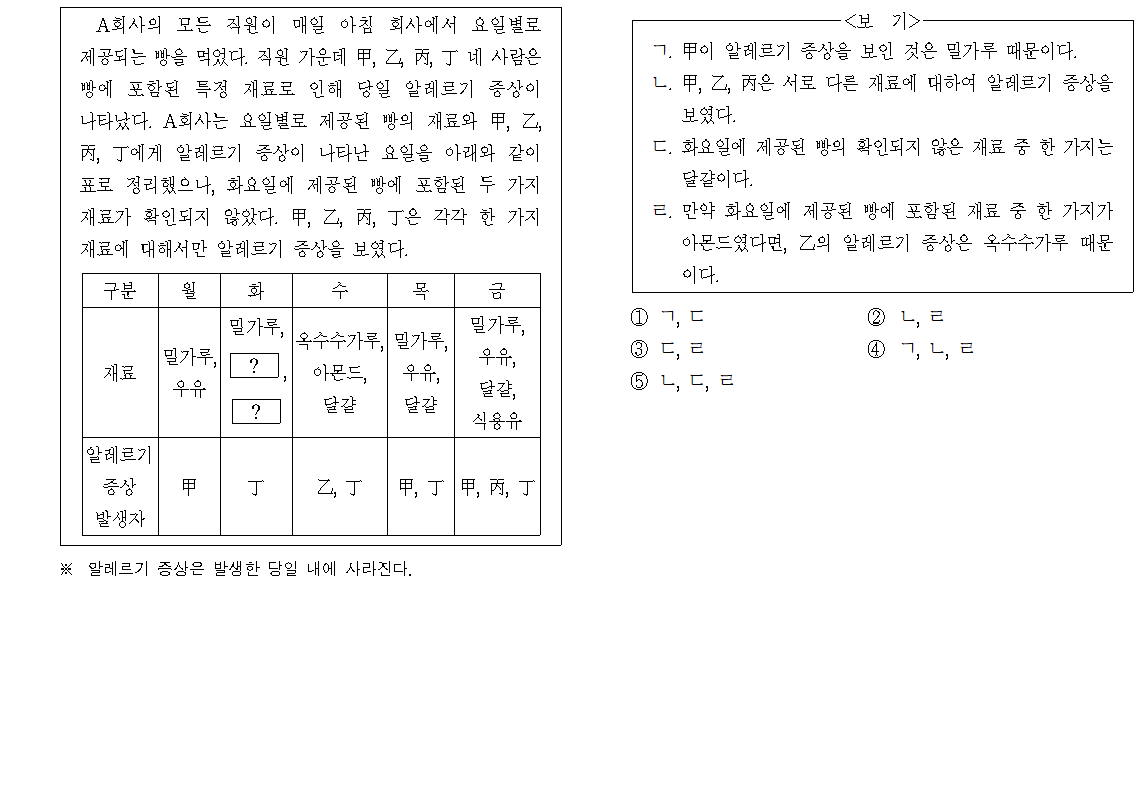 A회사의 모든 직원이 매일 아침 회사에서 요일별로
제공되는 빵을 먹었다. 직원 가운데 甲, 乙, 丙, 丁 네 사람은
빵에 포함된 특정 재료로 인해 당일 알레르기 증상이
나타났다. A회사는 요일별로 제공된 빵의 재료와 甲, 乙,
丙, 丁에게 알레르기 증상이 나타난 요일을 아래와 같이
표로 정리했으나, 화요일에 제공된 빵에 포함된 두 가지
재료가 확인되지 않았다. 甲, 乙, 丙, 丁은 각각 한 가지
재료에 대해서만 알레르기 증상을 보였다.
구분 월 화 수 목 금
재료
밀가루,
우유
밀가루,
?,
?
옥수수가루,
아몬드,
달걀
밀가루,
우유,
달걀
밀가루,
우유,
달걀,
식용유
알레르기
증상
발생자
甲 丁 乙, 丁 甲, 丁 甲, 丙, 丁
※ 알레르기 증상은 발생한 당일 내에 사라진다.
<보 기>
ㄱ. 甲이 알레르기 증상을 보인 것은 밀가루 때문이다.
ㄴ. 甲, 乙, 丙은 서로 다른 재료에 대하여 알레르기 증상을
보였다.
ㄷ. 화요일에 제공된 빵의 확인되지 않은 재료 중 한 가지는
달걀이다.
ㄹ. 만약 화요일에 제공된 빵에 포함된 재료 중 한 가지가
아몬드였다면, 乙의 알레르기 증상은 옥수수가루 때문
이다.
① ㄱ, ㄷ ② ㄴ, ㄹ
③ ㄷ, ㄹ ④ ㄱ, ㄴ, ㄹ
⑤ ㄴ, ㄷ, ㄹ